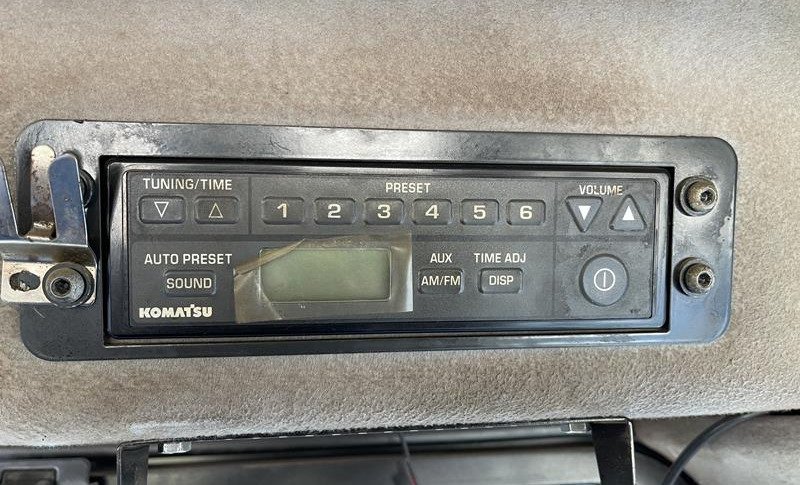 TUNING/TIME PRESET VOLUME
1 2 3 4 5 6
AUTO PRESET AUX TIME ADJ
SOUND AM/FM DISP
KOMATSU